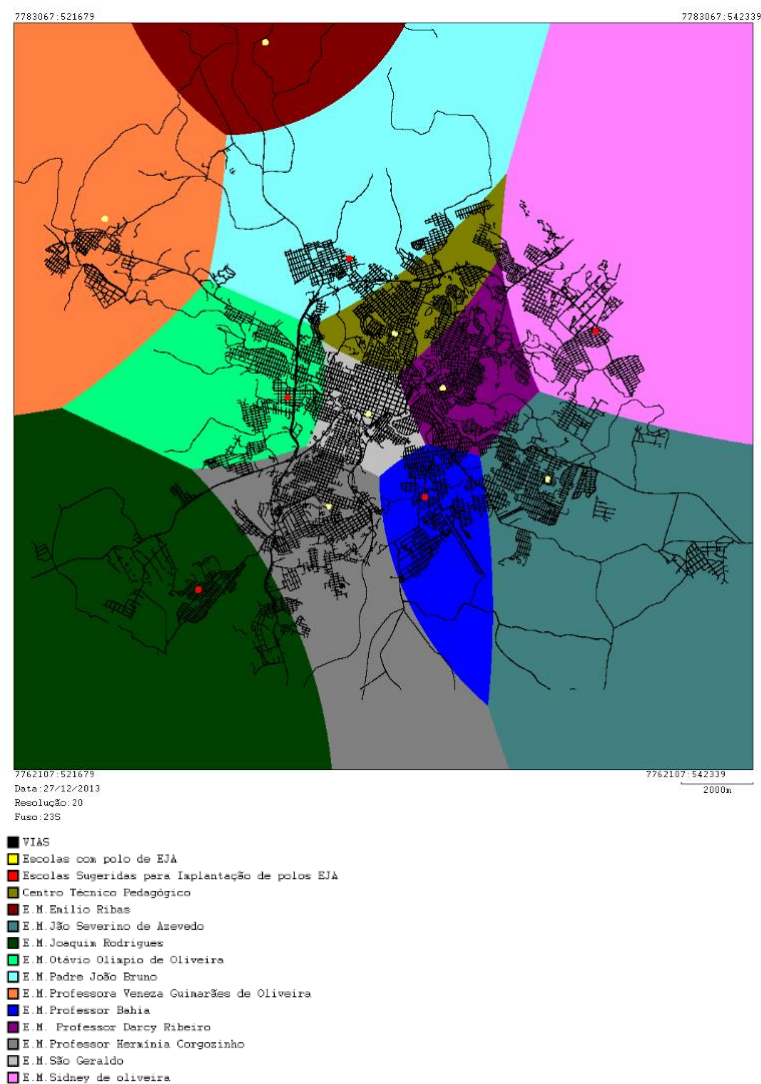 7783067:521679 7783067:542339
7762107:521679 7762107:542339
Data:27/12/2013 2000m
Resolução:20
Fuso:23S
VIAS
Escolas com polo de EJA
Escolas Sugeridas para Implantação de polos EJA
Centro Técnico Pedagógico
E.M.Emílio Ribas
E.M.Jão Severino de Azevedo
E.M.Joaquim Rodrigues
E.M.Otávio Olímpio de Oliveira
E.M.Padre João Bruno
E.M.Professora Veneza Guimarães de Oliveira
E.M.Professor Bahia
E.M. Professor Darcy Ribeiro
E.M.Professor Hermínia Corgozinho
E.M.São Geraldo
E.M.Sidney de oliveira